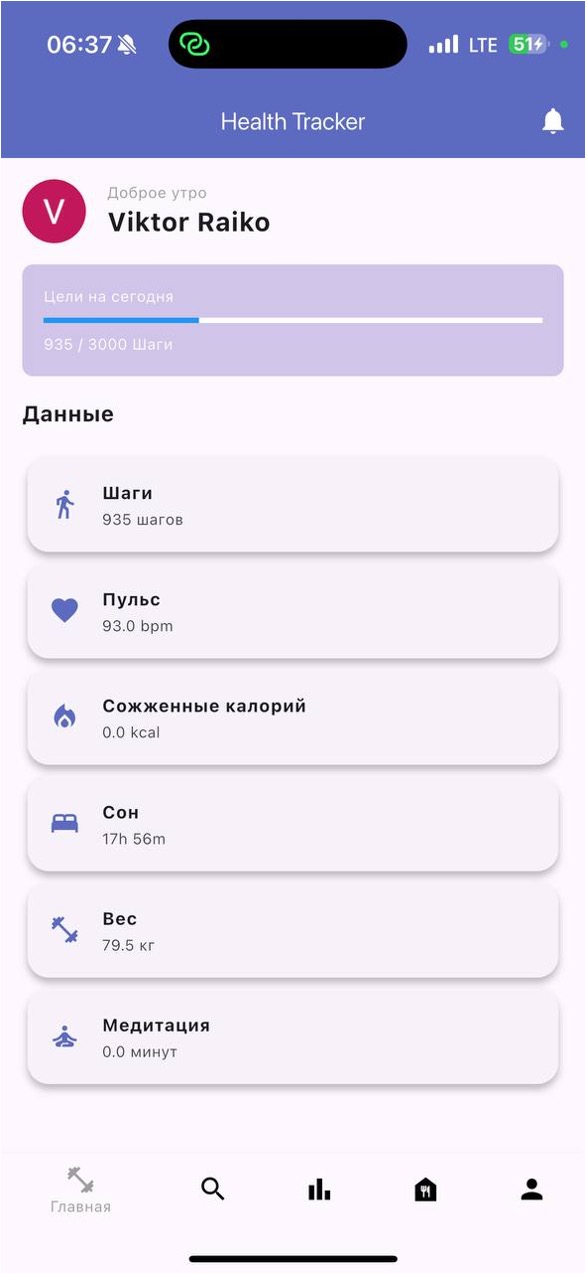 06:37
LTE
51
Health Tracker
V
Доброе утро
Viktor Raiko
Цели на сегодня
935 / 3000 Шаги
Данные
Шаги
935 шагов
Пульс
93.0 bpm
Сожженные калорий
0.0 kcal
Сон
17h 56m
Вес
79.5 кг
Медитация
0.0 минут
Главная